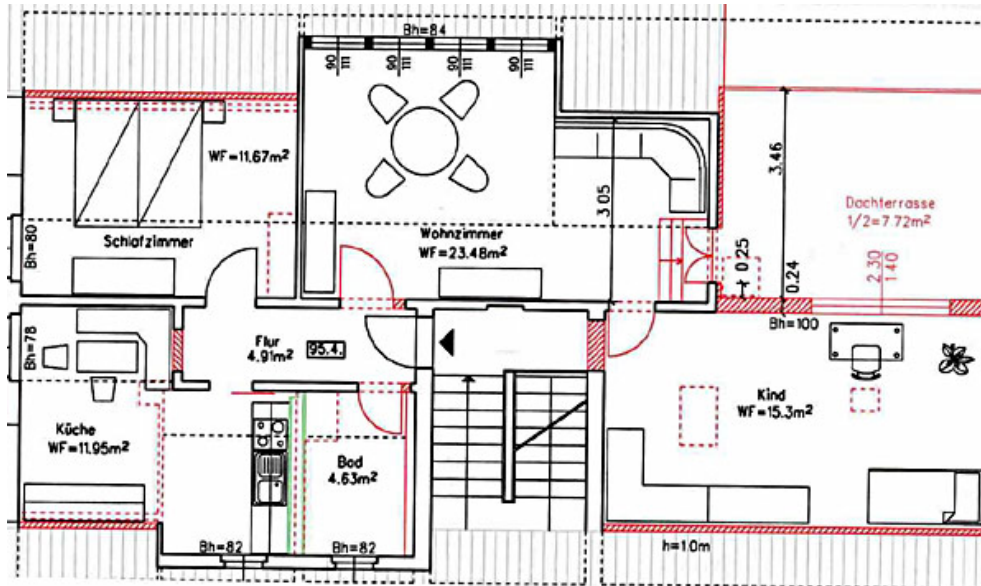 Bh=84
90
111
90
111
90
111
90
111
WF=11.67m²
Schlafzimmer
Bh=80
Wohnzimmer
WF=23.48m²
3.05
3.46
Dachterrasse
1/2=7.72m²
0.25
0.24
2.30
1.40
Bh=100
Bh=78
Flur
4.91m²
95.4.
Kind
WF=15.3m²
Küche
WF=11.95m²
Bad
4.63m²
Bh=82
Bh=82
h=1.0m